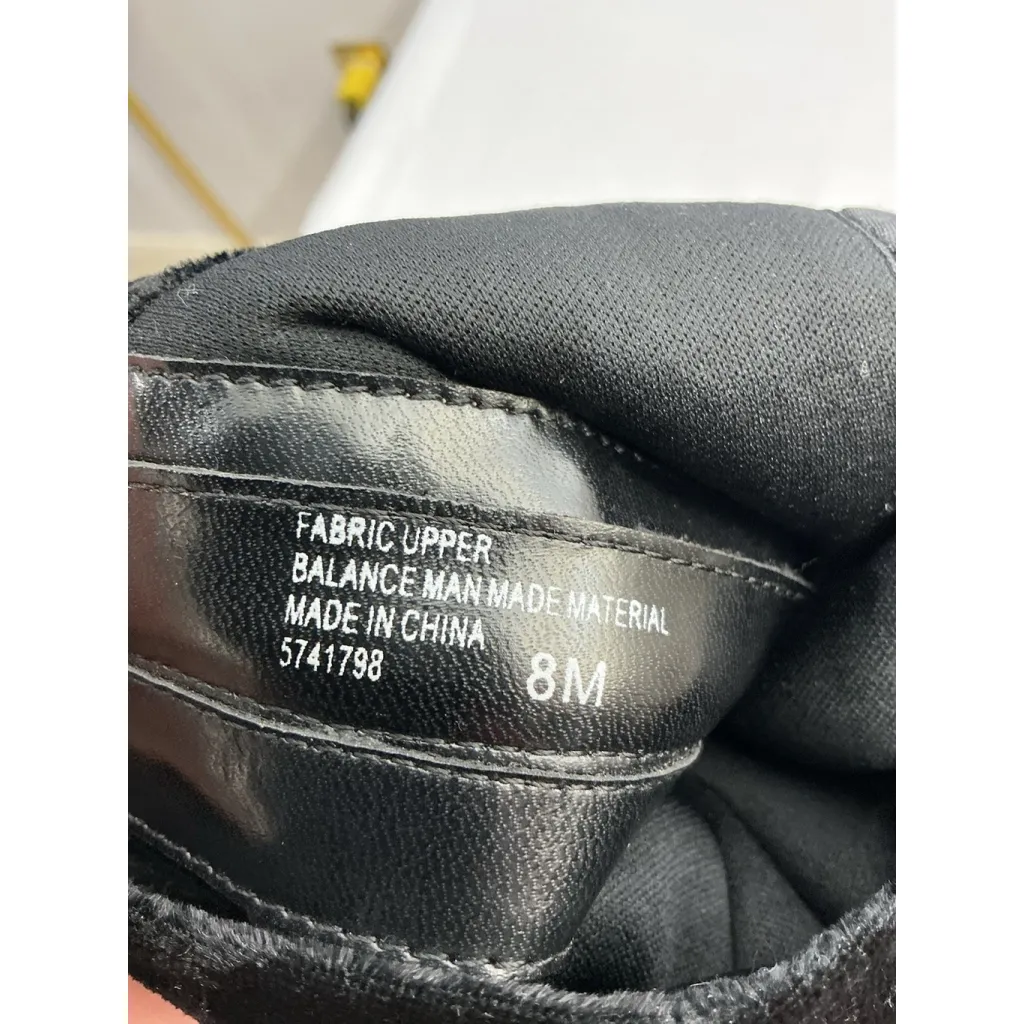 FABRIC UPPER
BALANCE MAN MADE MATERIAL
MADE IN CHINA
5741798
8M